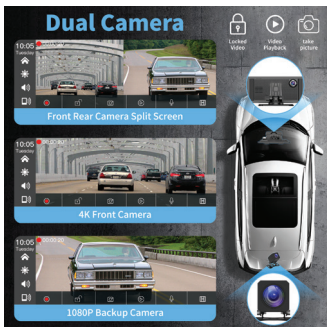 Dual Camera
Locked
Video
Video
Playback
take
picture
10:05
Tuesday
Front Rear Camera Split Screen
10:05
Tuesday
4K Front Camera
10:05
Tuesday
1080P Backup Camera